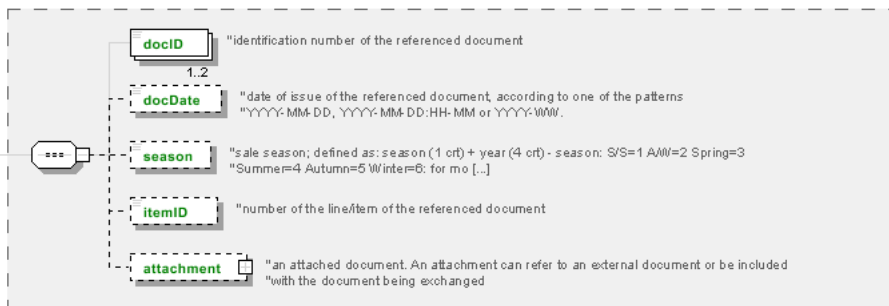 docID
"identification number of the referenced document
1..2
docDate
"date of issue of the referenced document, according to one of the patterns
"YYYY-MM-DD, YYYY-MM-DD:HH-MM or YYYY-WW.
season
"sale season; defined as: season (1 crt) + year (4 crt) - season: S/S=1 A/W=2 Spring=3
"Summer=4 Autumn=5 Winter=6: for mo [...]
itemID
"number of the line/item of the referenced document
attachment
"an attached document. An attachment can refer to an external document or be included
"with the document being exchanged